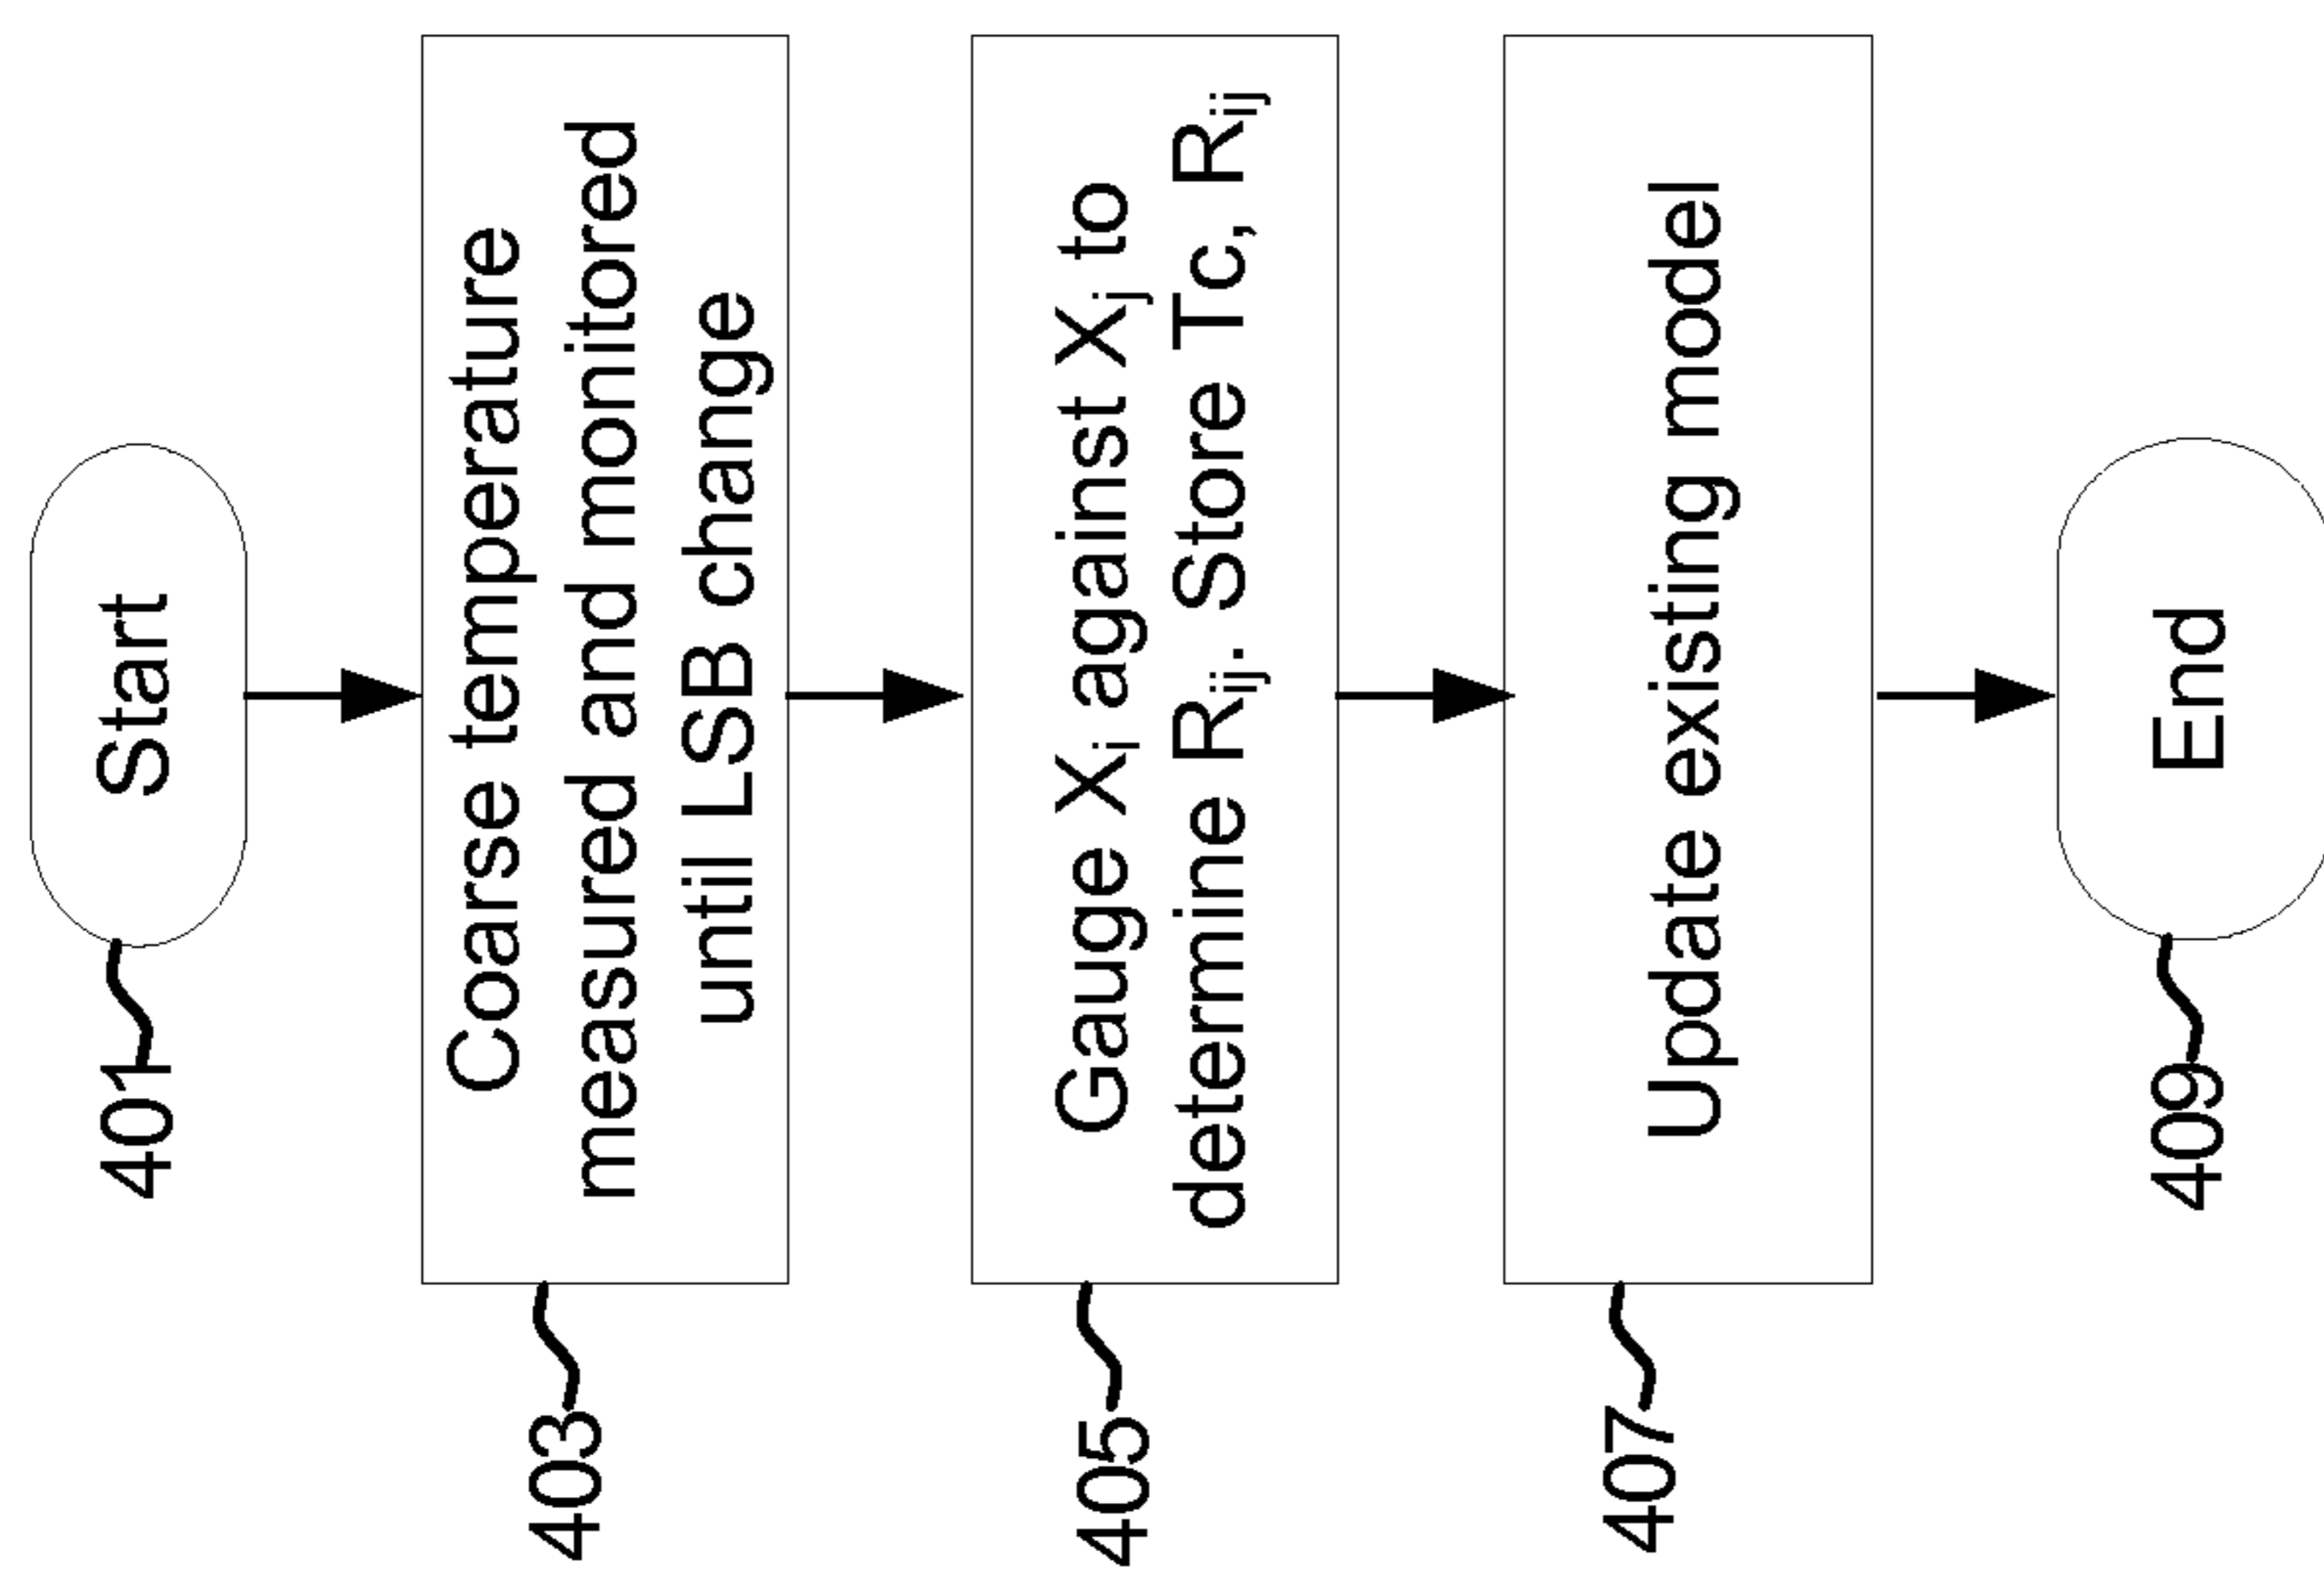 Start
401
Coarse temperature
measured and monitored
until LSB change
403
Gauge Xi against Xj to
determine Rij. Store Tc, Rij
405
Update existing model
407
End
409